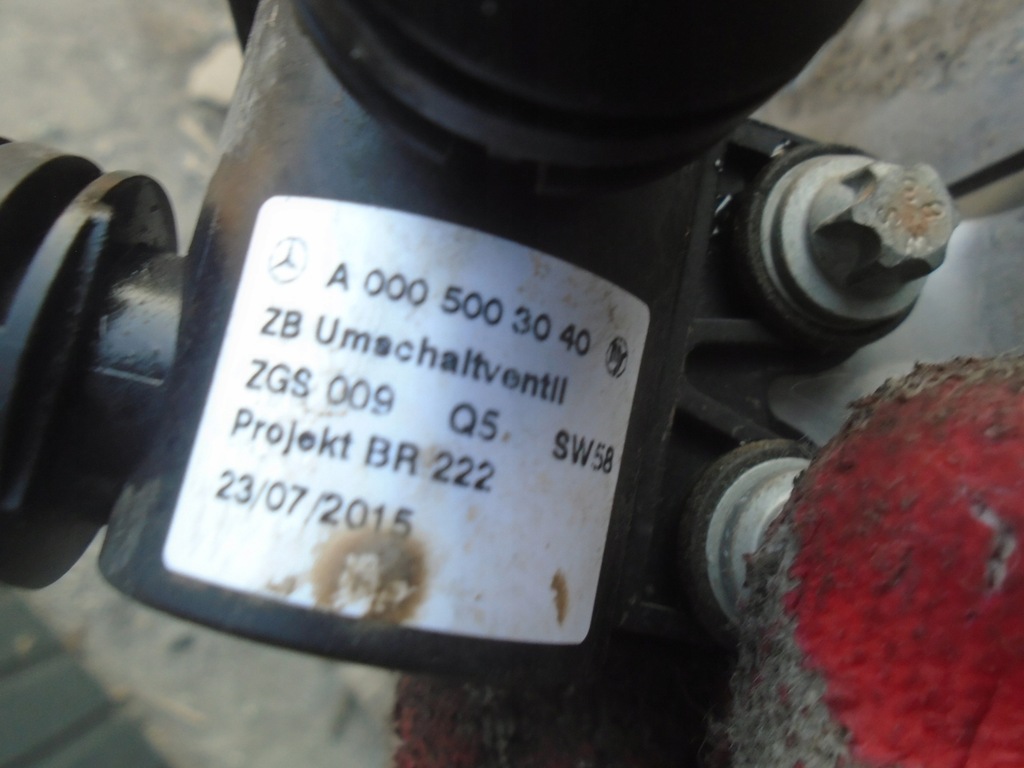 A 000 500 30 40
ZB Umschaltventil
ZGS 009 Q5. SW58
Projekt BR 222
23/07/2015